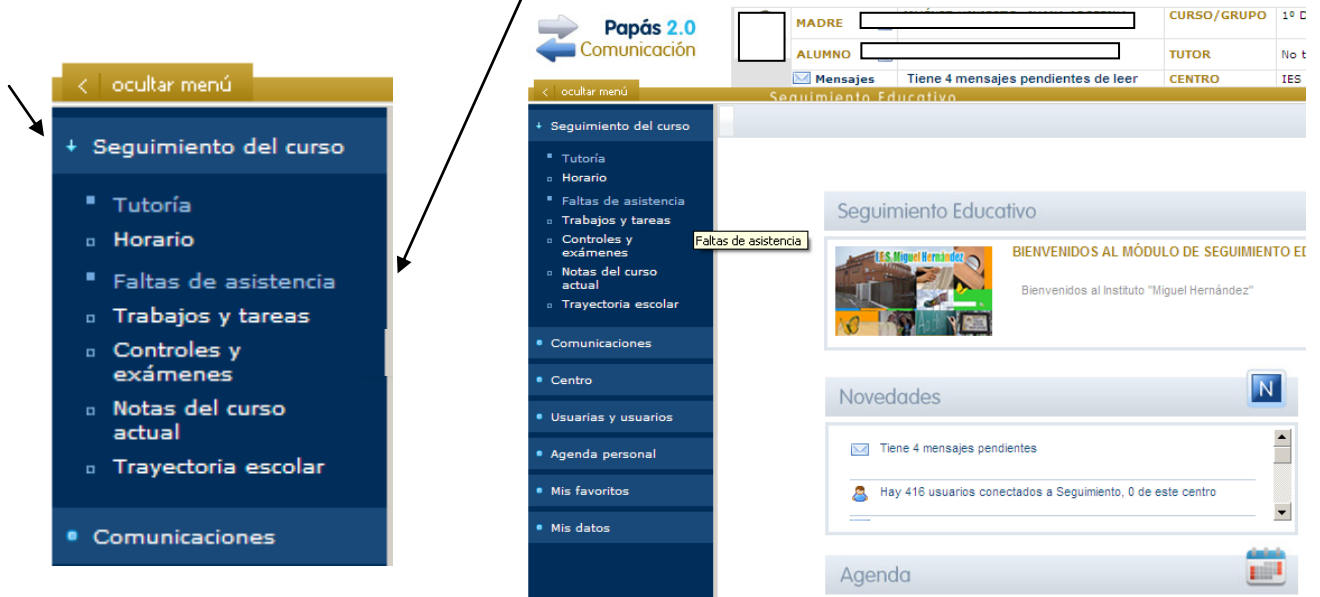 < ocultar menú
Seguimiento del curso
Tutoría
Horario
Faltas de asistencia
Trabajos y tareas
Controles y
exámenes
Notas del curso
actual
Trayectoria escolar
Comunicaciones
Papás 2.0
Comunicación
MADRE
CURSO/GRUPO 1º D
ALUMNO
TUTOR No t
Mensajes Tiene 4 mensajes pendientes de leer
CENTRO IES
< ocultar menú
Seguimiento Educativo
Seguimiento del curso
Tutoría
Horario
Faltas de asistencia
Trabajos y tareas
Controles y
exámenes
Notas del curso
actual
Trayectoria escolar
Comunicaciones
Centro
Usuarias y usuarios
Agenda personal
Mis favoritos
Mis datos
Faltas de asistencia
Seguimiento Educativo
I.E.S. Miguel Hernández
BIENVENIDOS AL MÓDULO DE SEGUIMIENTO ED
Bienvenidos al Instituto "Miguel Hernández"
Novedades
N
Tiene 4 mensajes pendientes
Hay 416 usuarios conectados a Seguimiento, 0 de este centro
Agenda